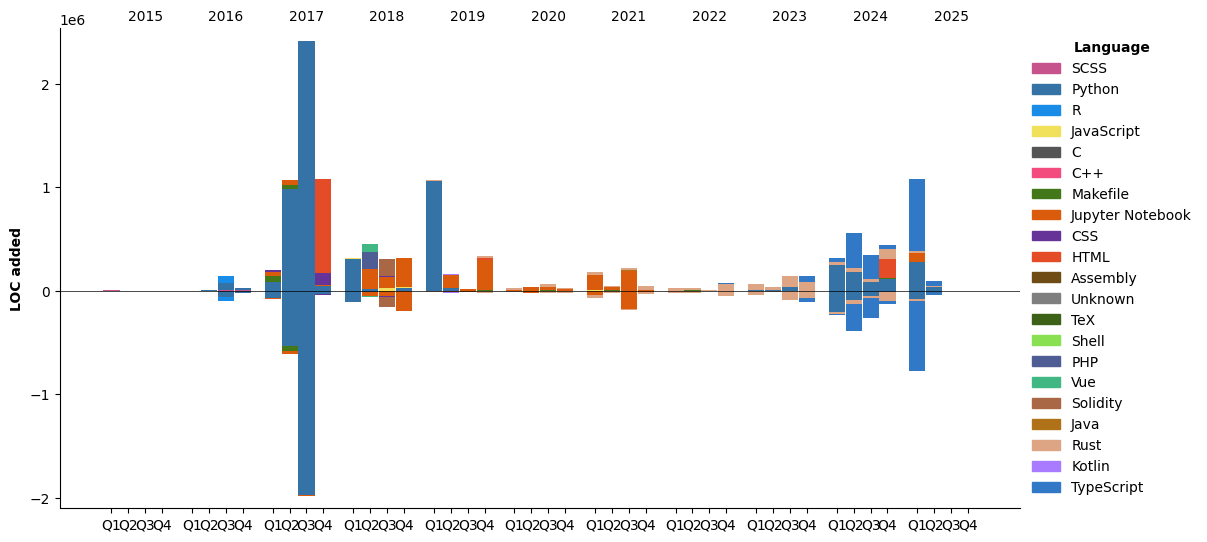 2015 2016 2017 2018 2019 2020 2021 2022 2023 2024 2025
1e6
LOC added
2
1
0
−1
−2
Q1Q2Q3Q4 Q1Q2Q3Q4 Q1Q2Q3Q4 Q1Q2Q3Q4 Q1Q2Q3Q4 Q1Q2Q3Q4 Q1Q2Q3Q4 Q1Q2Q3Q4 Q1Q2Q3Q4 Q1Q2Q3Q4 Q1Q2Q3Q4
Language
SCSS
Python
R
JavaScript
C
C++
Makefile
Jupyter Notebook
CSS
HTML
Assembly
Unknown
TeX
Shell
PHP
Vue
Solidity
Java
Rust
Kotlin
TypeScript